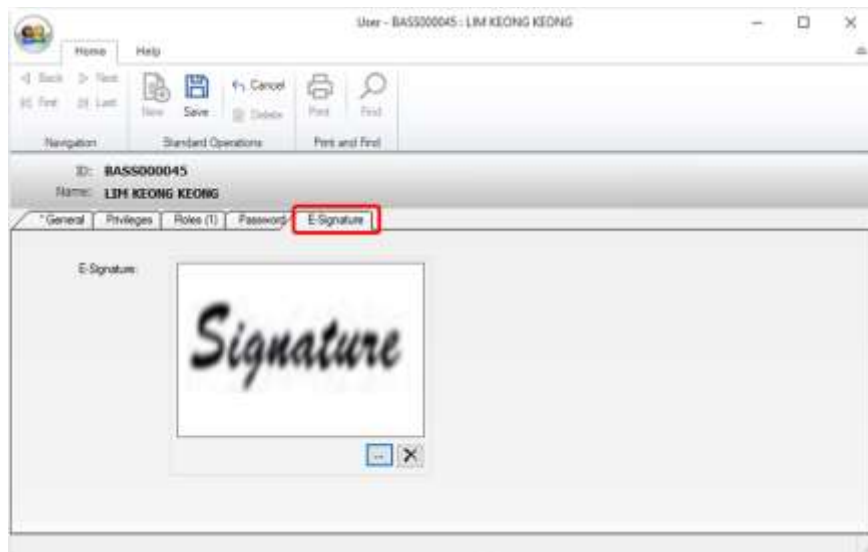 User - BASS000045 : LIM KEONG KEONG
Home Help
Back Next
First Last
New
Save
Cancel
Delete
Print
Find
Navigation Standard Operations Print and Find
ID: BASS000045
Name: LIM KEONG KEONG
* General Privileges Roles (1) Password E-Signature
E-Signature:
Signature
...